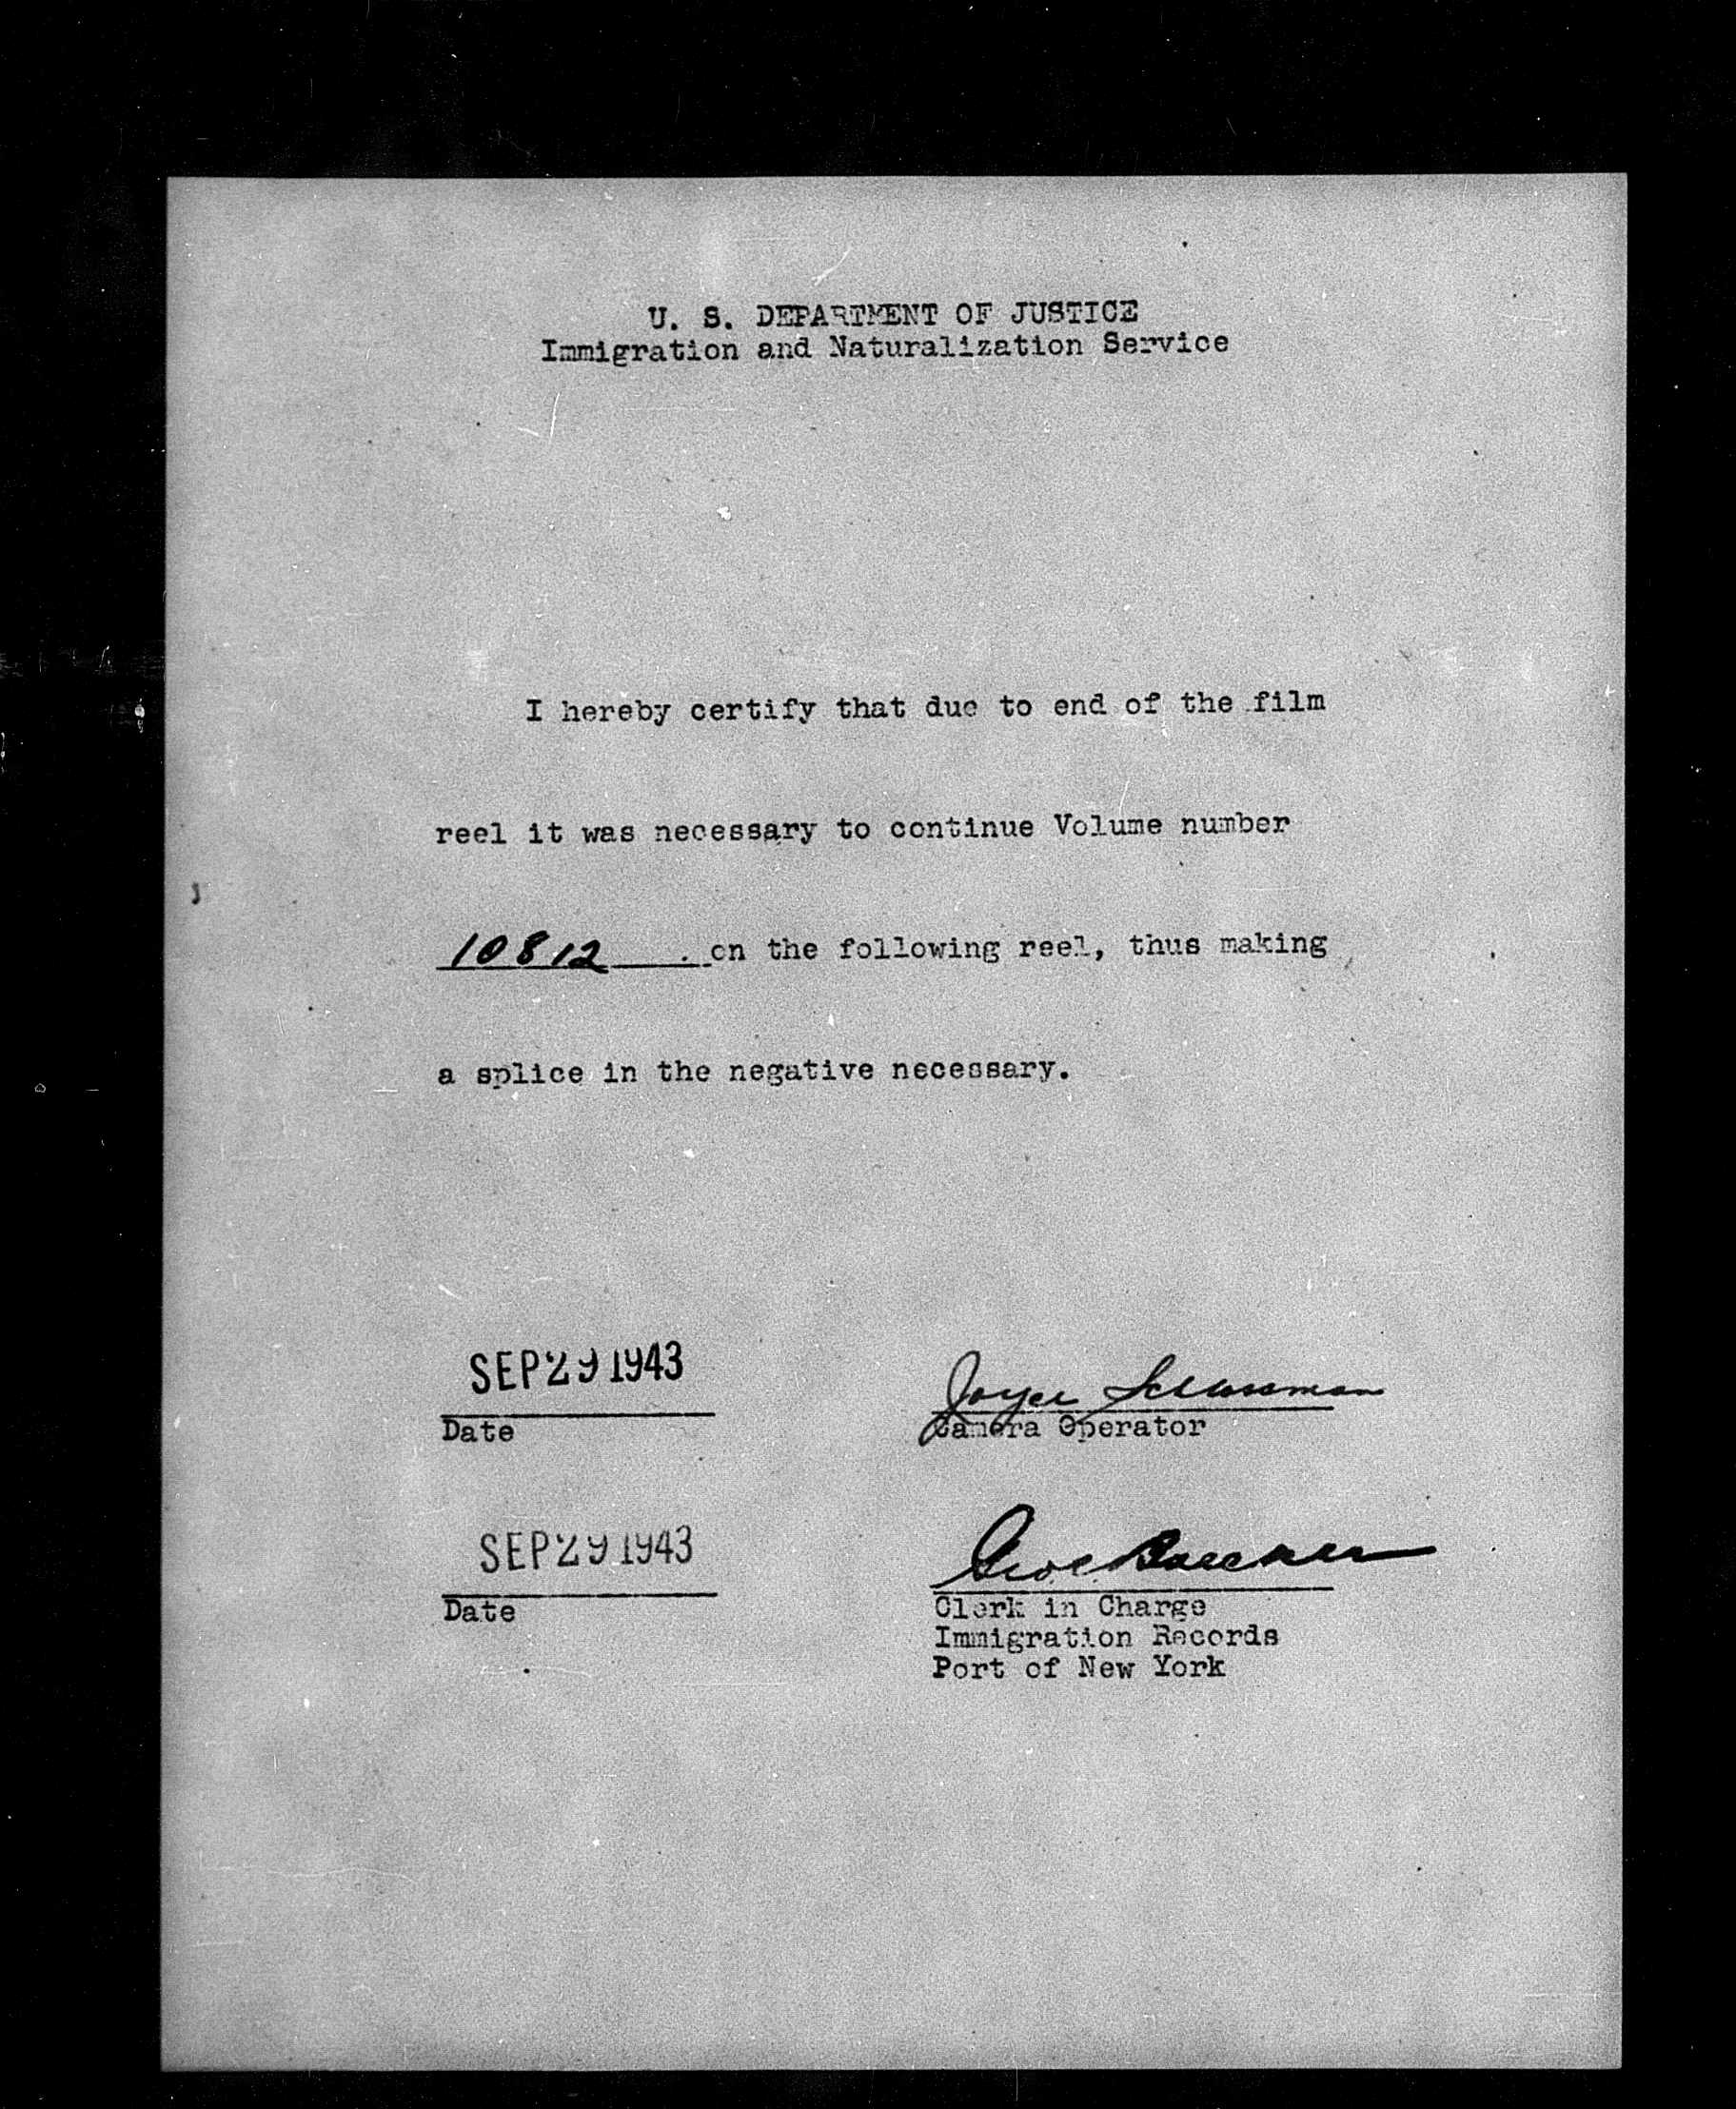 U. S. DEPARTMENT OF JUSTICE
Immigration and Naturalization Service
I hereby certify that due to end of the film
reel it was necessary to continue Volume number
10812 on the following reel, thus making
a splice in the negative necessary.
SEP 29 1943
Date
Joyce
Camera Operator
SEP 29 1943
Date
Geo.
Clerk in Charge
Immigration Records
Port of New York